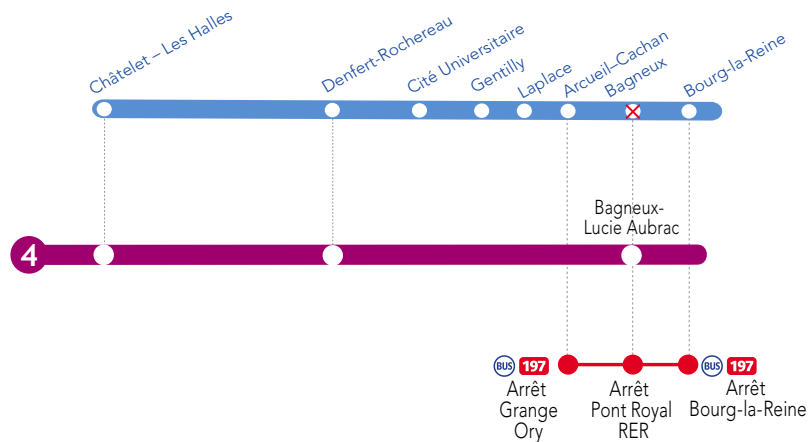 Châtelet – Les Halles
Denfert-Rochereau
Cité Universitaire
Gentilly
Laplace
Arcueil–Cachan
Bagneux
Bourg-la-Reine
4
Bagneux-
Lucie Aubrac
BUS 197
Arrêt
Grange
Ory
Arrêt
Pont Royal
RER
BUS 197
Arrêt
Bourg-la-Reine